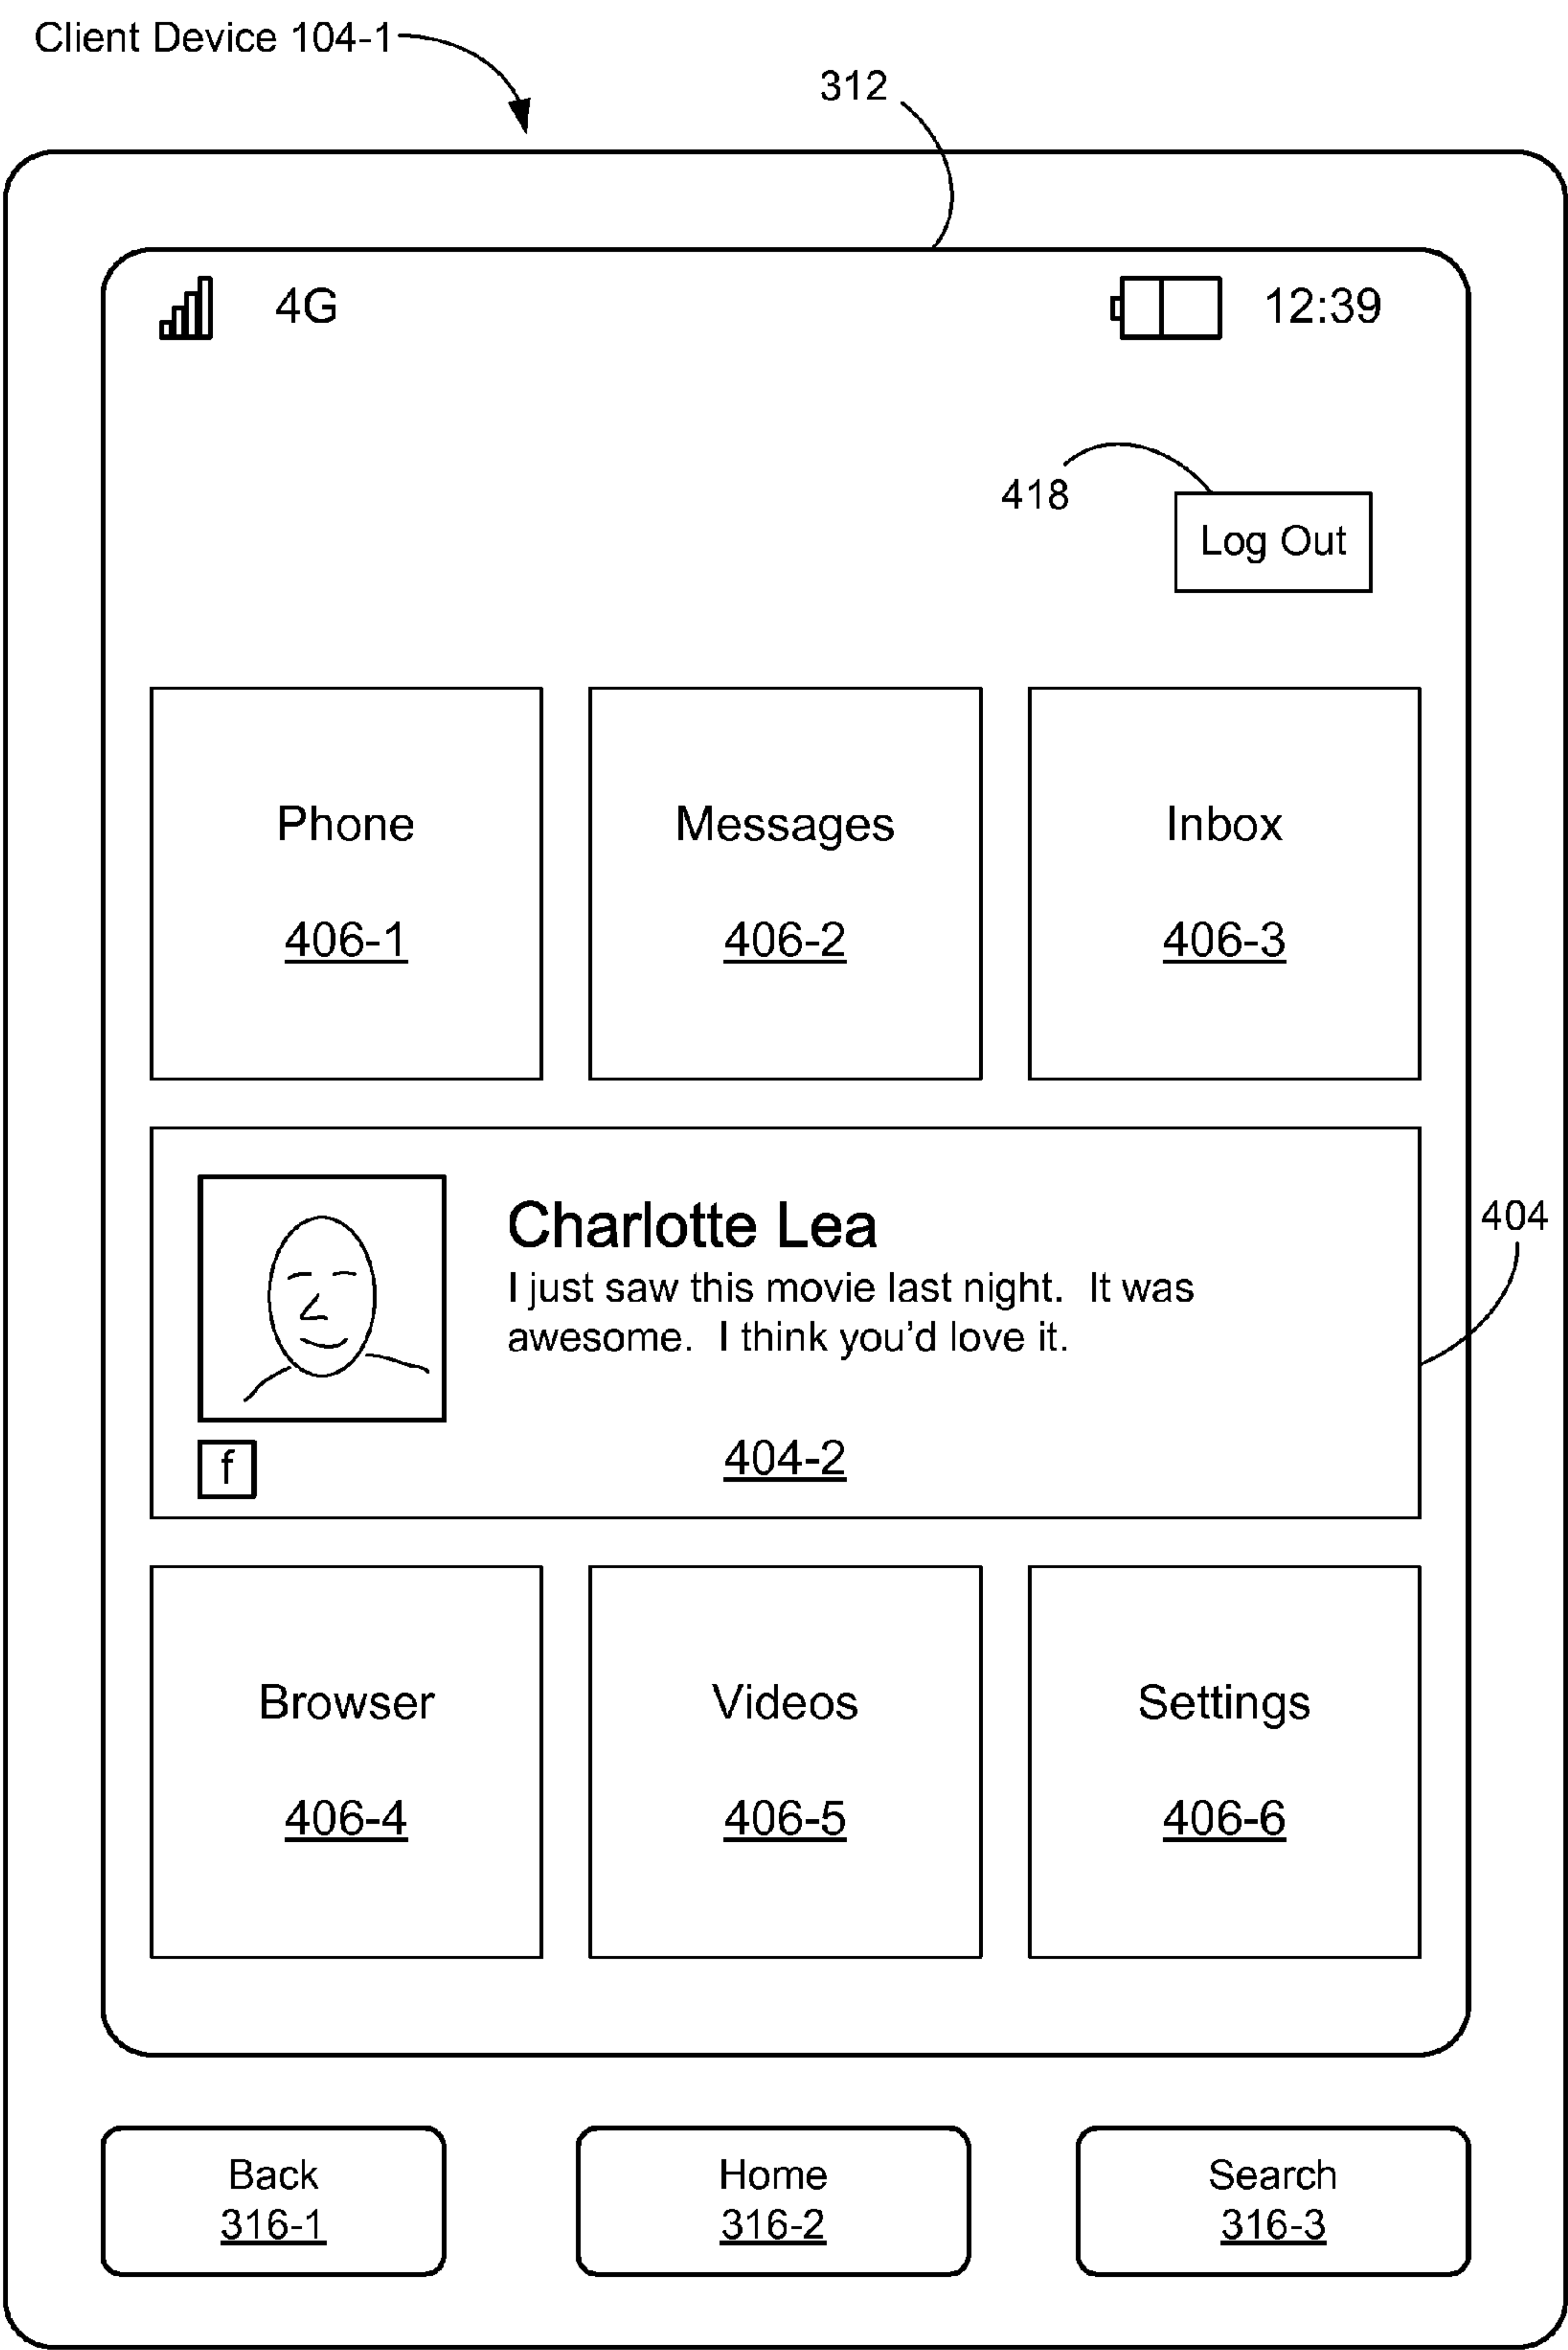 Client Device 104-1
312
4G
12:39
418
Log Out
Phone
406-1
Messages
406-2
Inbox
406-3
Charlotte Lea
I just saw this movie last night.  It was
awesome.  I think you'd love it.
404
f
404-2
Browser
406-4
Videos
406-5
Settings
406-6
Back
316-1
Home
316-2
Search
316-3